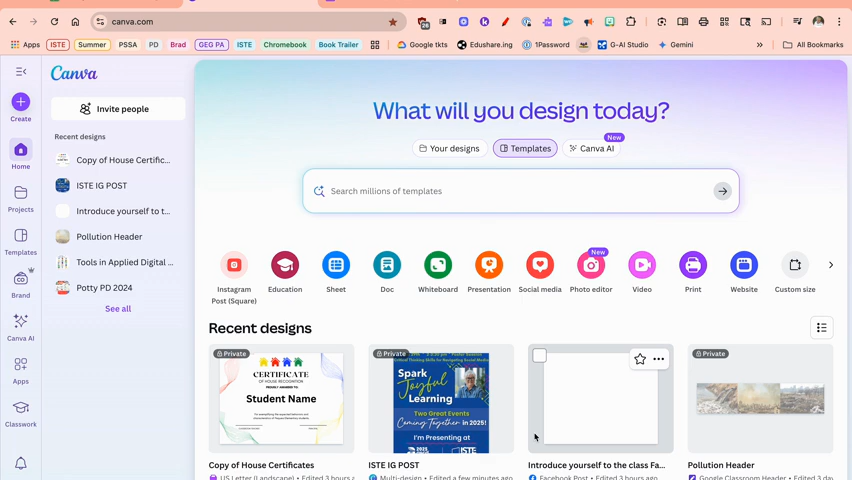 canva.com
26
Apps
ISTE
Summer
PSSA
PD
Brad
GEG PA
ISTE
Chromebook
Book Trailer
Google tkts
Edushare.ing
1Password
G-AI Studio
Gemini
»
All Bookmarks
Canva
Create
Home
Projects
Templates
Brand
Canva AI
Apps
Classwork
Invite people
Recent designs
Copy of House Certific...
ISTE IG POST
Introduce yourself to t...
Pollution Header
Tools in Applied Digital ...
Potty PD 2024
See all
What will you design today?
Your designs
Templates
Canva AI
New
Search millions of templates
Instagram
Post (Square)
Education
Sheet
Doc
Whiteboard
Presentation
Social media
New
Photo editor
Video
Print
Website
Custom size
Recent designs
Private
CERTIFICATE
OF HOUSE RECOGNITION
PROUDLY AWARDED TO:
Student Name
Private
Spark
Joyful
Learning
Two Great Events
Coming Together in 2025!
I'm Presenting at
Private
Copy of House Certificates
US Letter (Landscape) • Edited 3 hours a
ISTE IG POST
Multi-design • Edited a few minutes ago
Introduce yourself to the class Fa...
Facebook Post • Edited 3 hours ago
Pollution Header
Google Classroom Header • Edited 3 day